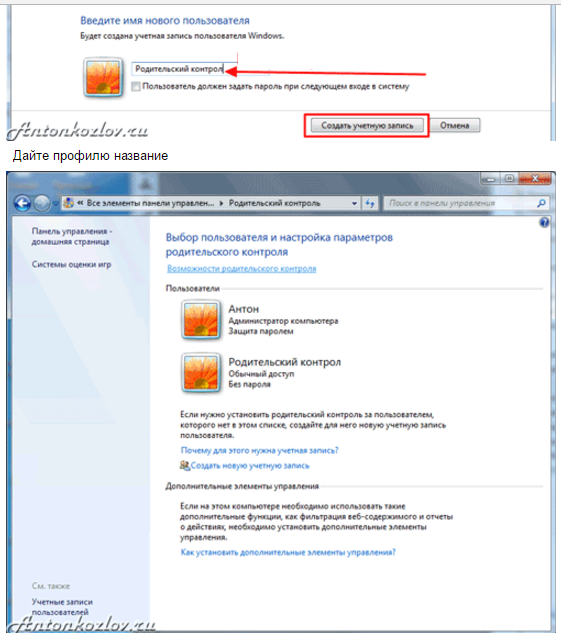 Введите имя нового пользователя
Будет создана учетная запись пользователя Windows.
Родительский контрол
Пользователь должен задать пароль при следующем входе в систему
Создать учетную запись
Отмена
Antonkozlov.ru
Дайте профилю название
« Все элементы панели управлен... ▸ Родительский контроль
Поиск в панели управления
Панель управления -
домашняя страница
Системы оценки игр
Выбор пользователя и настройка параметров
родительского контроля
Возможности родительского контроля
Пользователи
Антон
Администратор компьютера
Защита паролем
Родительский контрол
Обычный доступ
Без пароля
Если нужно установить родительский контроль за пользователем,
которого нет в этом списке, создайте для него новую учетную запись
пользователя.
Почему для этого нужна учетная запись?
Создать новую учетную запись
Дополнительные элементы управления
Если на этом компьютере необходимо использовать такие
дополнительные функции, как фильтрация веб-содержимого и отчеты
о действиях, необходимо установить дополнительные элементы
управления.
Как установить дополнительные элементы управления?
См. также
Учетные записи
пользователей
Antonkozlov.ru